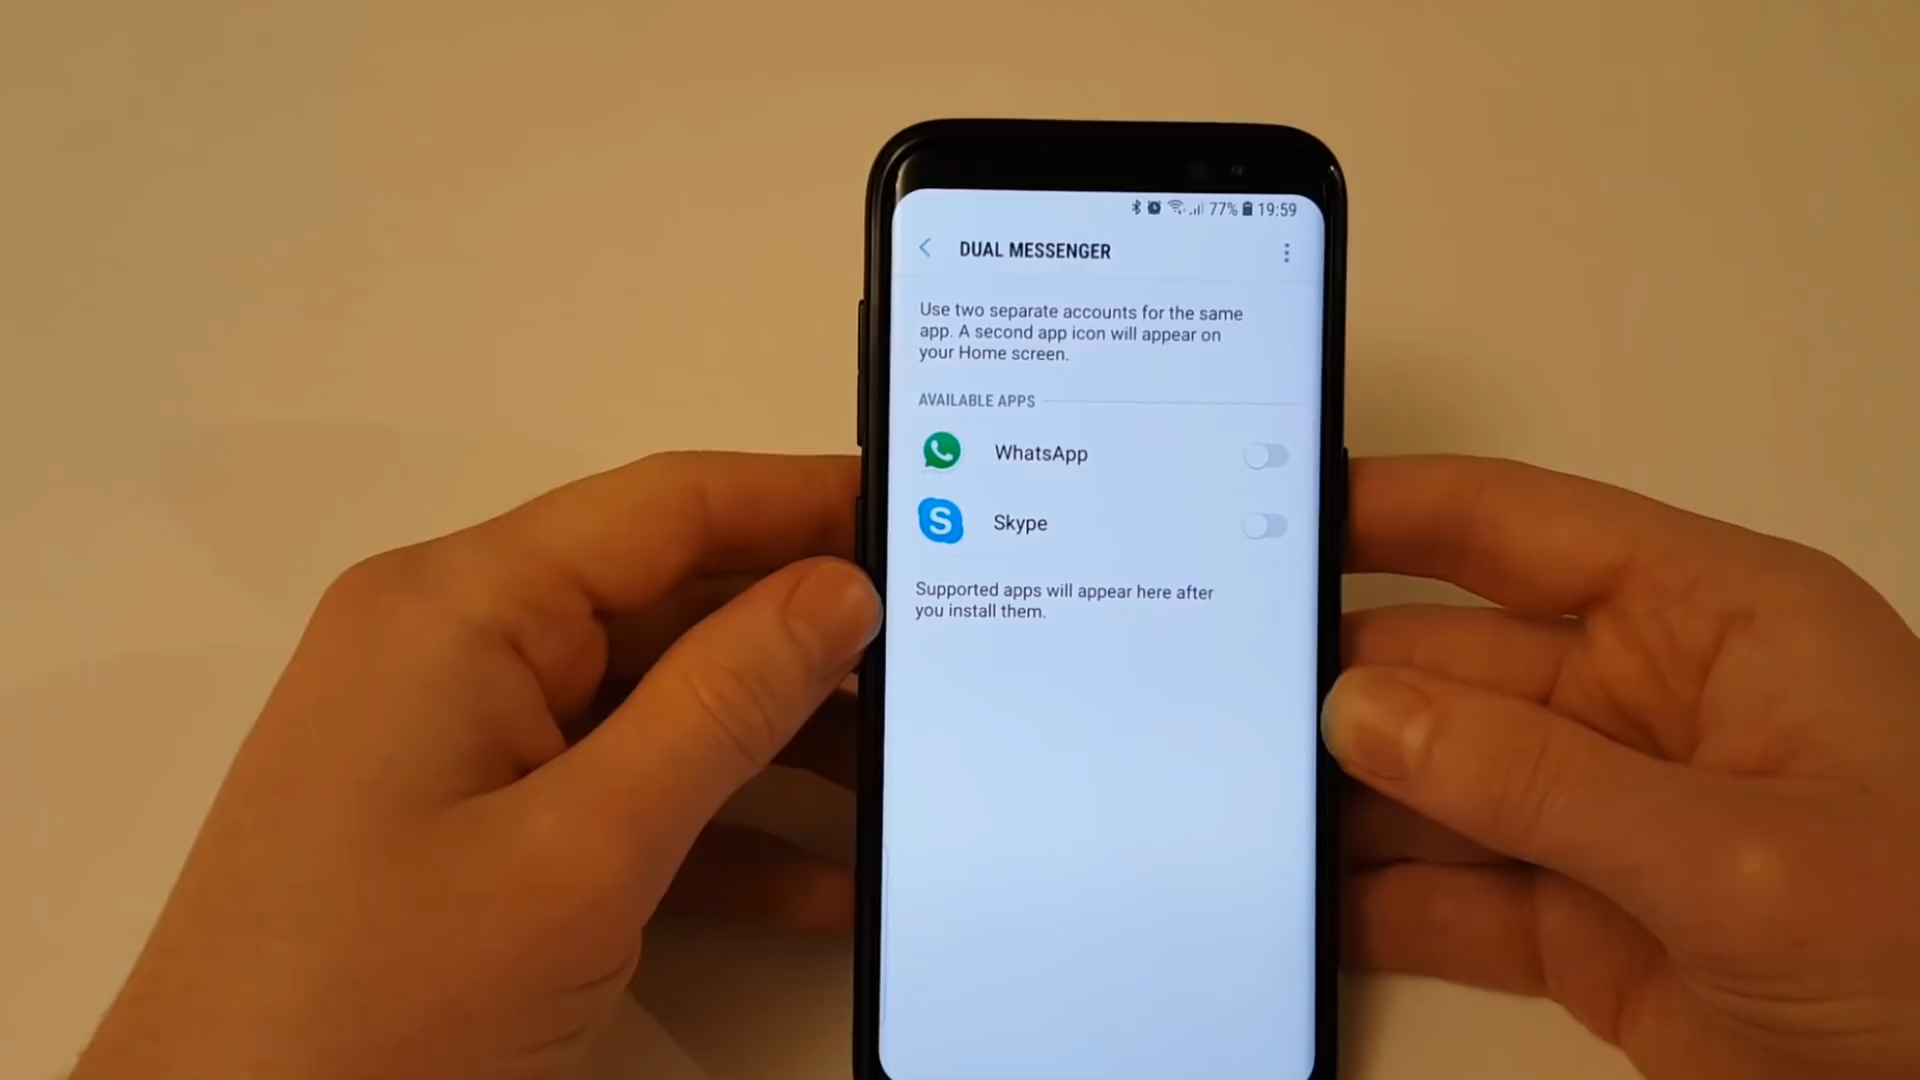 77% 19:59
DUAL MESSENGER
Use two separate accounts for the same
app. A second app icon will appear on
your Home screen.
AVAILABLE APPS
WhatsApp
S Skype
Supported apps will appear here after
you install them.